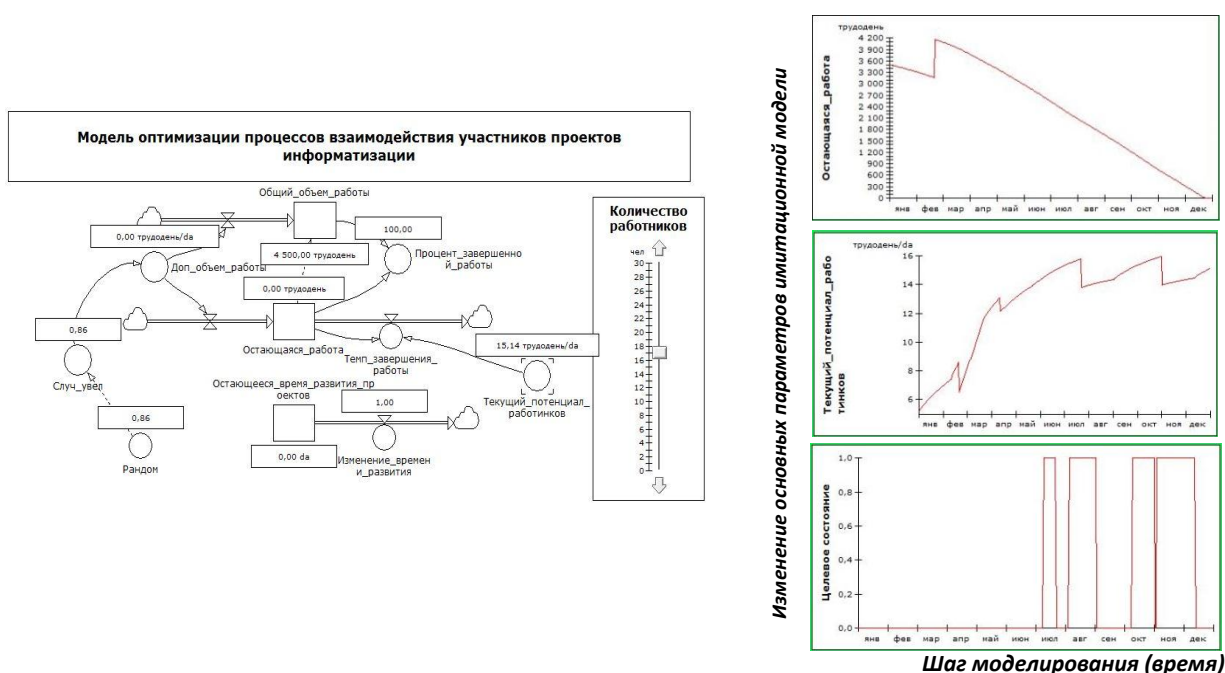 Модель оптимизации процессов взаимодействия участников проектов
информатизации
Общий_объем_работы
0,00 трудодень/da
100,00
Доп_объем_работы
4 500,00 трудодень
Процент_завершенно
й_работы
0,00 трудодень
0,86
Остающаяся_работа
Темп_завершения_
работы
15,14 трудодень/da
Случ_увел
Остающееся_время_развития_пр
оектов
1,00
Текущий_потенциал_
работинков
0,86
0,00 da
Рандом
Изменение_времен
и_развития
Количество
работников
чел
30
28
26
24
22
20
18
16
14
12
10
8
6
4
2
0
Изменение основных параметров имитационной модели
трудодень
Остающаяся_работа
4 200
3 900
3 600
3 300
3 000
2 700
2 400
2 100
1 800
1 500
1 200
900
600
300
0
янв фев мар апр май июн июл авг сен окт ноя дек
трудодень/da
Текущий_потенциал_рабо
тинков
16
14
12
10
8
6
янв фев мар апр май июн июл авг сен окт ноя дек
Целевое состояние
1,0
0,8
0,6
0,4
0,2
0,0
янв фев мар апр май июн июл авг сен окт ноя дек
Шаг моделирования (время)